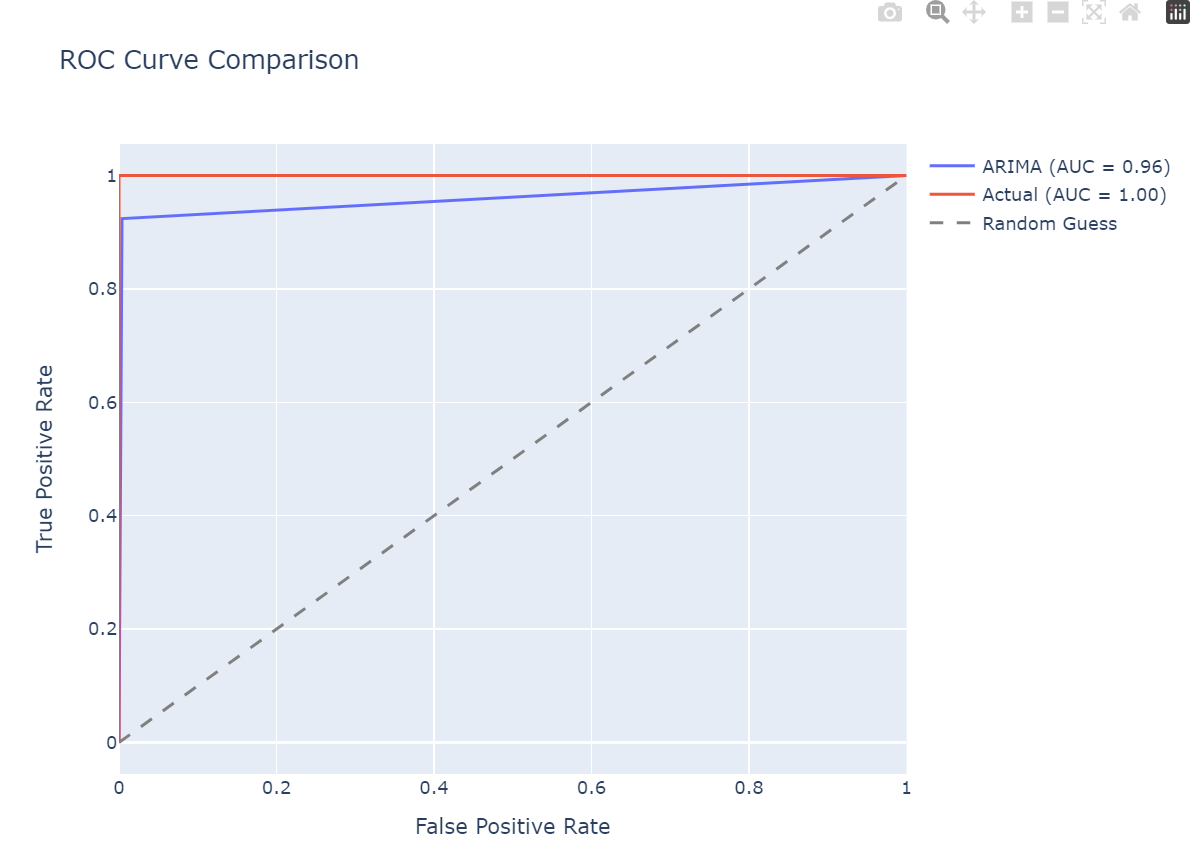 ROC Curve Comparison
ARIMA (AUC = 0.96)
Actual (AUC = 1.00)
Random Guess
1
0.8
0.6
0.4
0.2
0
True Positive Rate
0
0.2
0.4
0.6
0.8
1
False Positive Rate